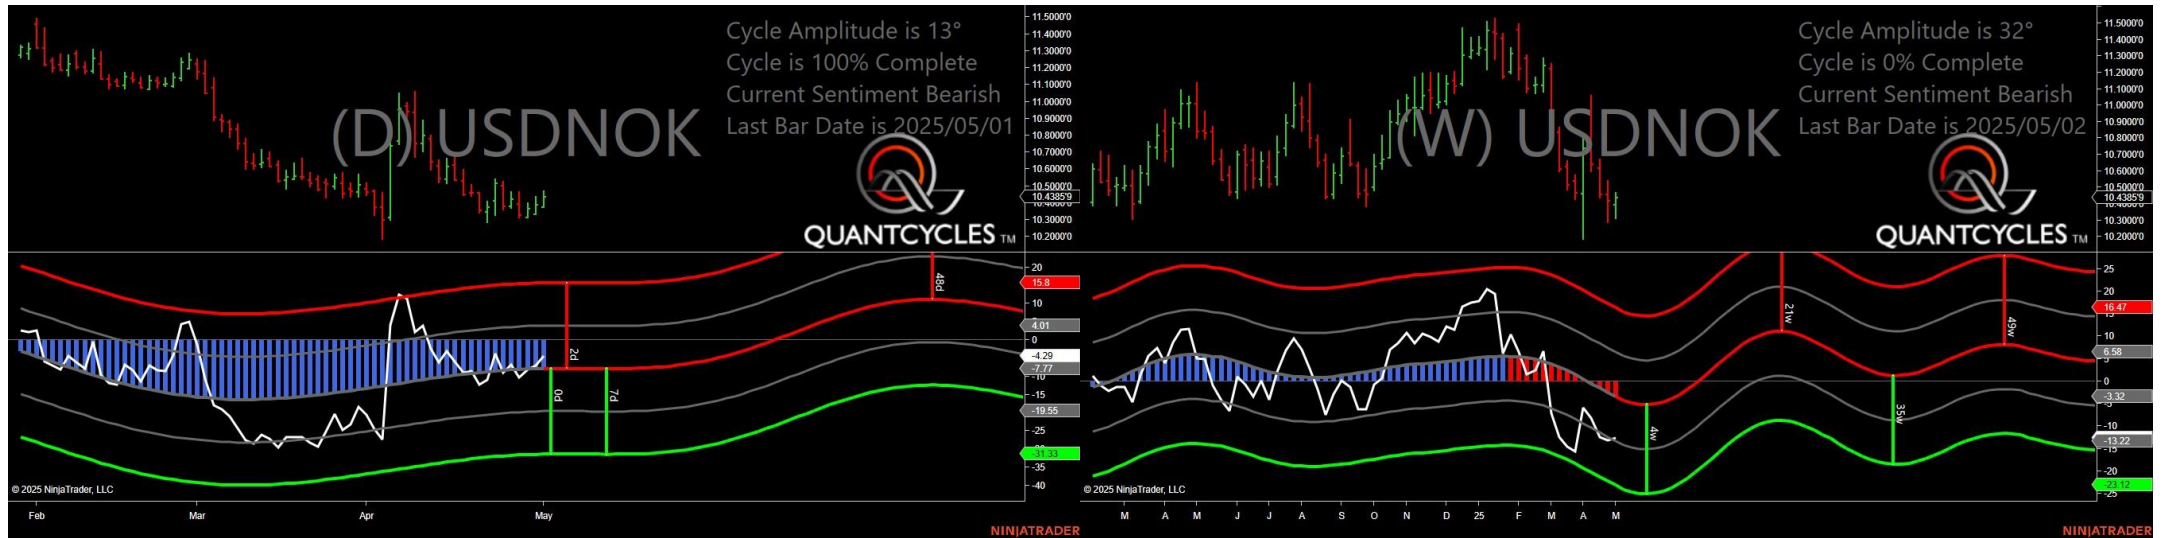 Cycle Amplitude is 13°
Cycle is 100% Complete
Current Sentiment Bearish
Last Bar Date is 2025/05/01
(D) USDNOK
QUANTCYCLES TM
11.5000'0
11.4000'0
11.3000'0
11.2000'0
11.1000'0
11.0000'0
10.9000'0
10.8000'0
10.7000'0
10.6000'0
10.5000'0
10.4385'9
10.3000'0
10.2000'0
2d
0d
7d
48d
20
15.8
10
4.01
0
-4.29
-7.77
-10
-15
-19.55
-25
-31.33
-35
-40
© 2025 NinjaTrader, LLC
Feb
Mar
Apr
May
NINJATRADER
Cycle Amplitude is 32°
Cycle is 0% Complete
Current Sentiment Bearish
Last Bar Date is 2025/05/02
(W) USDNOK
QUANTCYCLES TM
11.5000'0
11.4000'0
11.3000'0
11.2000'0
11.1000'0
11.0000'0
10.9000'0
10.8000'0
10.7000'0
10.6000'0
10.5000'0
10.4385'9
10.3000'0
10.2000'0
4w
21w
35w
49w
25
20
16.47
10
6.58
0
-3.32
-10
-13.22
-20
-23.12
-25
© 2025 NinjaTrader, LLC
M A M J J A S O N D 25 F M A M
NINJATRADER